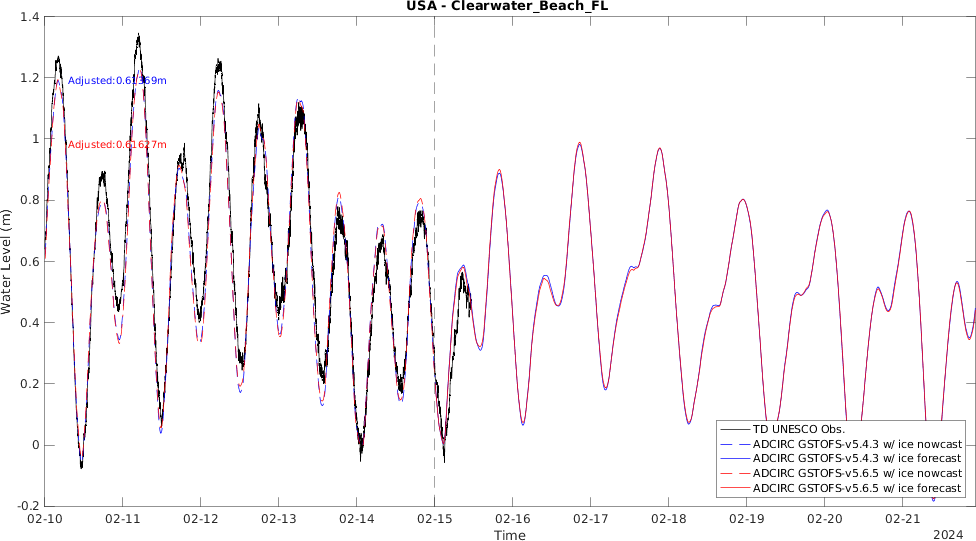 USA - Clearwater_Beach_FL
1.4
1.2
1
0.8
0.6
0.4
0.2
0
-0.2
Water Level (m)
Adjusted:0.61369m
Adjusted:0.61627m
TD UNESCO Obs.
ADCIRC GSTOFS-v5.4.3 w/ ice nowcast
ADCIRC GSTOFS-v5.4.3 w/ ice forecast
ADCIRC GSTOFS-v5.6.5 w/ ice nowcast
ADCIRC GSTOFS-v5.6.5 w/ ice forecast
02-10 02-11 02-12 02-13 02-14 02-15 02-16 02-17 02-18 02-19 02-20 02-21
Time
2024